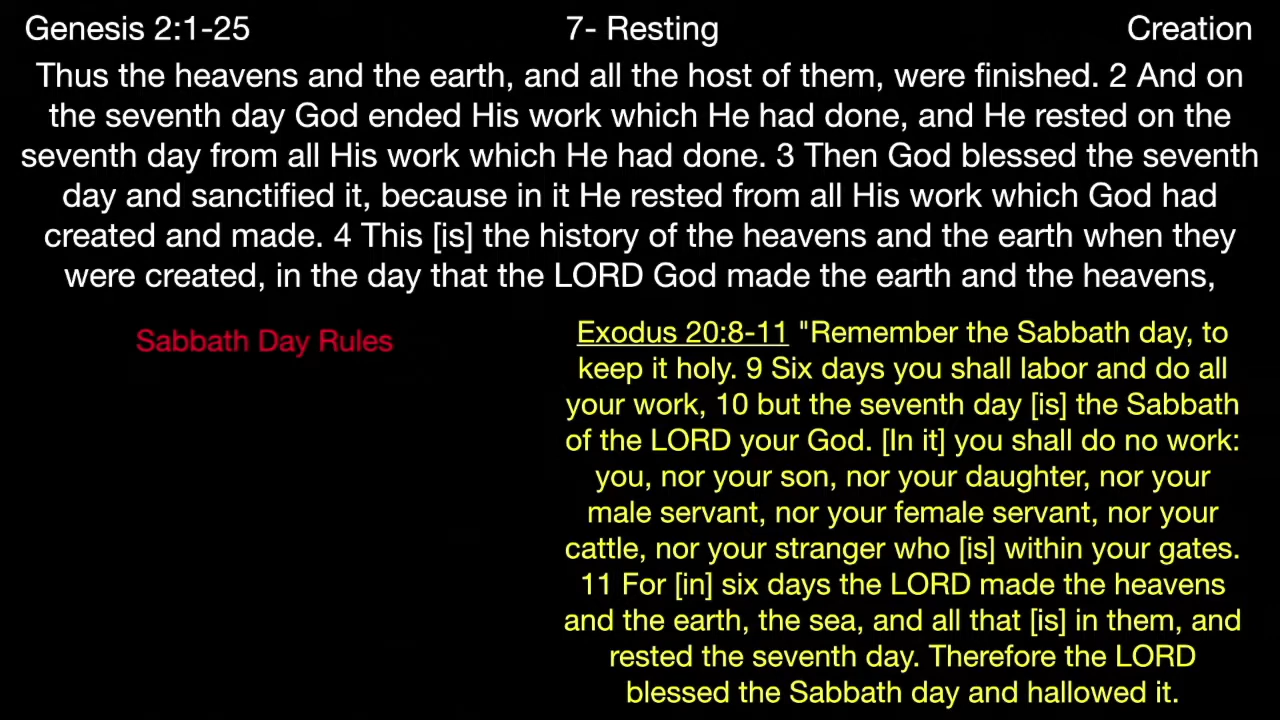 Genesis 2:1-25
7- Resting
Creation
Thus the heavens and the earth, and all the host of them, were finished. 2 And on
the seventh day God ended His work which He had done, and He rested on the
seventh day from all His work which He had done. 3 Then God blessed the seventh
day and sanctified it, because in it He rested from all His work which God had
created and made. 4 This [is] the history of the heavens and the earth when they
were created, in the day that the LORD God made the earth and the heavens,
Sabbath Day Rules
Exodus 20:8-11 "Remember the Sabbath day, to
keep it holy. 9 Six days you shall labor and do all
your work, 10 but the seventh day [is] the Sabbath
of the LORD your God. [In it] you shall do no work:
you, nor your son, nor your daughter, nor your
male servant, nor your female servant, nor your
cattle, nor your stranger who [is] within your gates.
11 For [in] six days the LORD made the heavens
and the earth, the sea, and all that [is] in them, and
rested the seventh day. Therefore the LORD
blessed the Sabbath day and hallowed it.